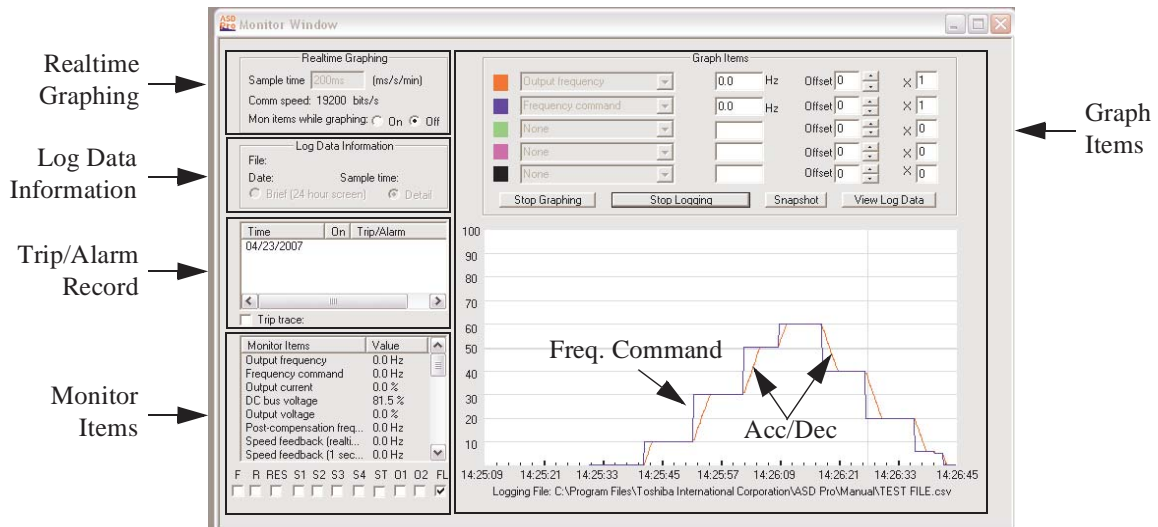 ASD
Pro Monitor Window
Realtime
Graphing
Log Data
Information
Trip/Alarm
Record
Monitor
Items
Graph
Items
Realtime Graphing
Sample time 200ms (ms/s/min)
Comm speed: 19200 bits/s
Mon items while graphing: On Off
Log Data Information
File:
Date: Sample time:
Brief (24 hour screen) Detail
Time On Trip/Alarm
04/23/2007
Trip trace:
Monitor Items Value
Output frequency 0.0 Hz
Frequency command 0.0 Hz
Output current 0.0 %
DC bus voltage 81.5 %
Output voltage 0.0 %
Post-compensation freq... 0.0 Hz
Speed feedback (realti... 0.0 Hz
Speed feedback (1 sec... 0.0 Hz
F R RES S1 S2 S3 S4 ST O1 O2 FL
Graph Items
Output frequency 0.0 Hz Offset 0 X 1
Frequency command 0.0 Hz Offset 0 X 1
None Offset 0 X 0
None Offset 0 X 0
None Offset 0 X 0
Stop Graphing Stop Logging Snapshot View Log Data
100
90
80
70
60
50
40
30
20
10
Freq. Command
Acc/Dec
14:25:09 14:25:21 14:25:33 14:25:45 14:25:57 14:26:09 14:26:21 14:26:33 14:26:45
Logging File: C:\Program Files\Toshiba International Corporation\ASD Pro\Manual\TEST FILE.csv